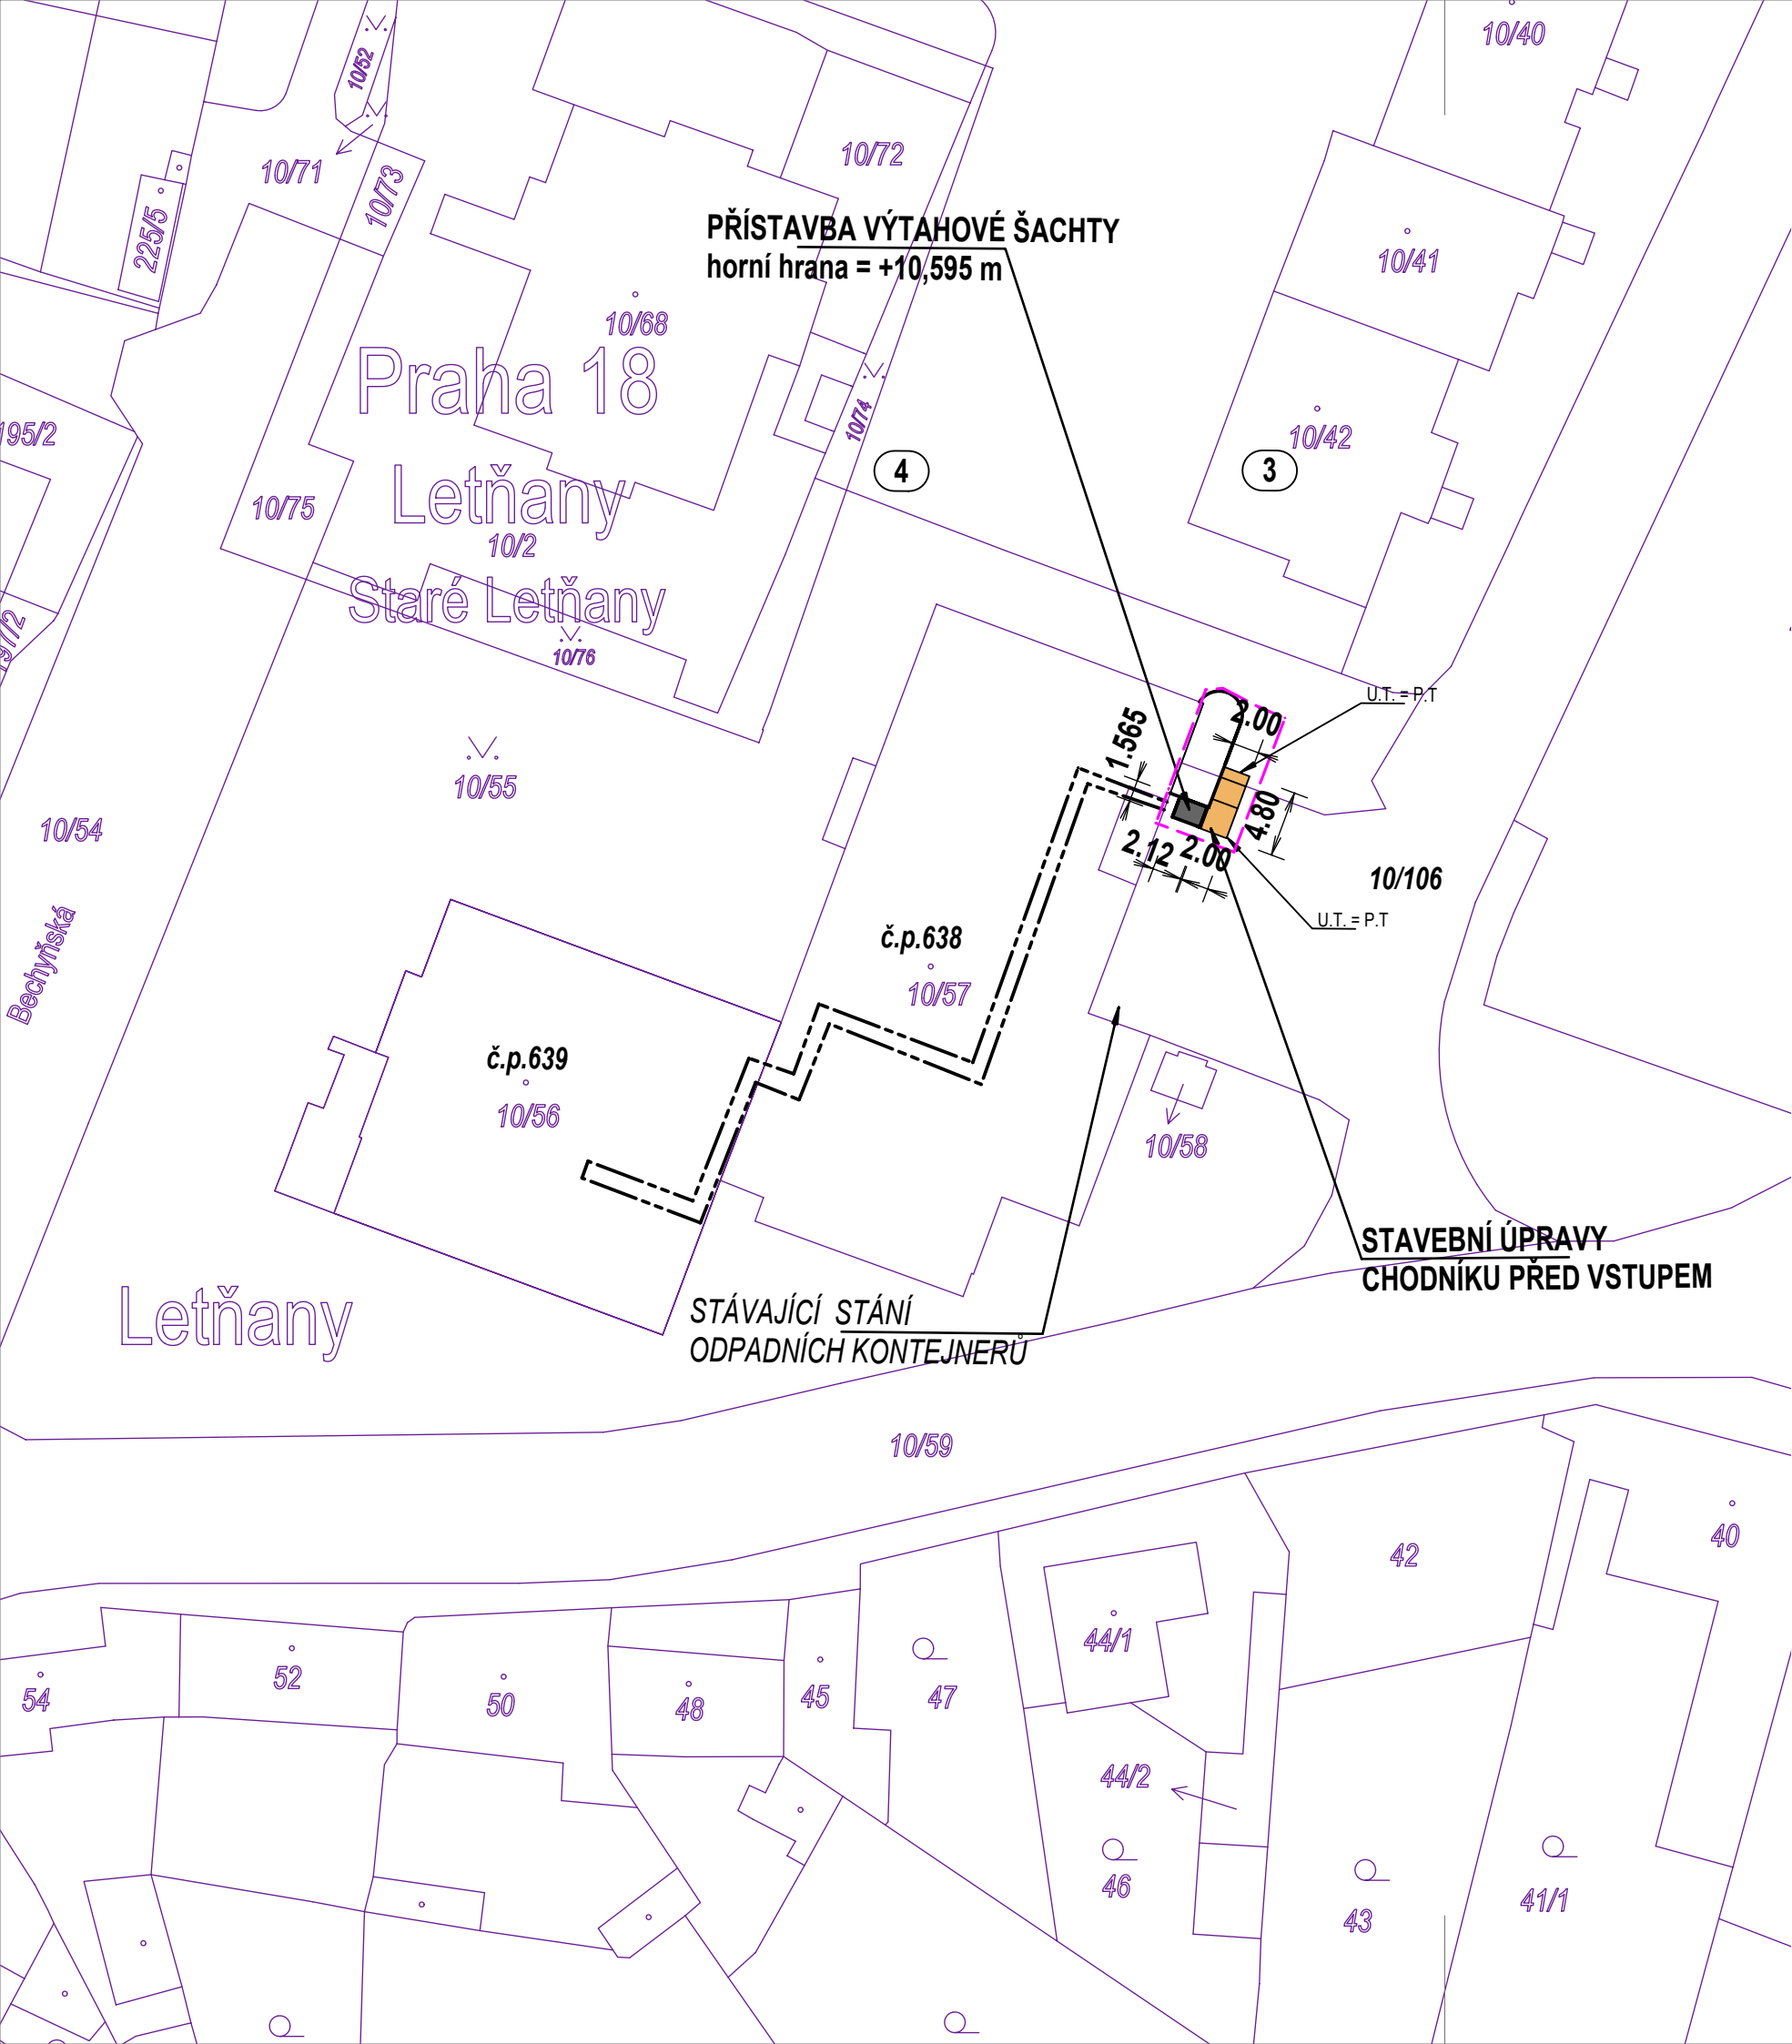 10/40
10/52
10/71
10/72
10/73
225/5
PŘÍSTAVBA VÝTAHOVÉ ŠACHTY
horní hrana = +10,595 m
10/41
10/68
Praha 18
195/2
10/74
10/42
4
3
Letňany
10/75
10/2
Staré Letňany
10/76
U.T. = P.T
2.00
1.565
10/55
4.80
10/54
2.12
2.00
10/106
U.T. = P.T
Bechyňská
č.p.638
10/57
č.p.639
10/56
10/58
STAVEBNÍ ÚPRAVY
CHODNÍKU PŘED VSTUPEM
Letňany
STÁVAJÍCÍ STÁNÍ
ODPADNÍCH KONTEJNERŮ
10/59
40
42
44/1
52
54
50
48
45
47
44/2
46
43
41/1